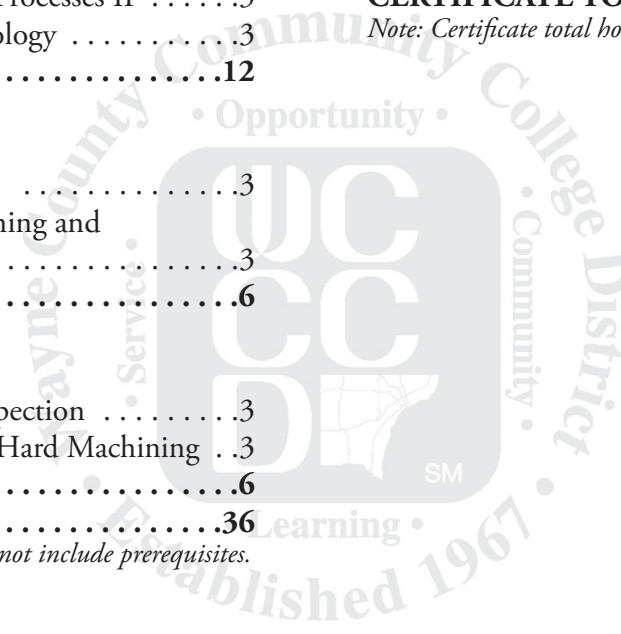 Processes II . . . . . .3
ology . . . . . . . . . . .3
. . . . . . . . . . . . . . .12
. . . . . . . . . . . . . .3
ning and
. . . . . . . . . . . . . . .3
. . . . . . . . . . . . . . .6
pection . . . . . . . . .3
Hard Machining . .3
. . . . . . . . . . . . . . .6
. . . . . . . . . . . . . . .36
not include prerequisites.
CERTIFICATE TO
Note: Certificate total ho
Wayne County Community College District
• Opportunity •
• Service •
• Community •
WCCCD
SM
Learning •
• Established 1967 •